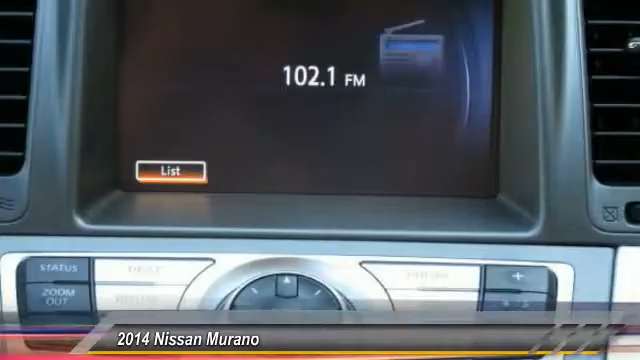 102.1 FM
List
STATUS
ZOOM
OUT
+
2014 Nissan Murano